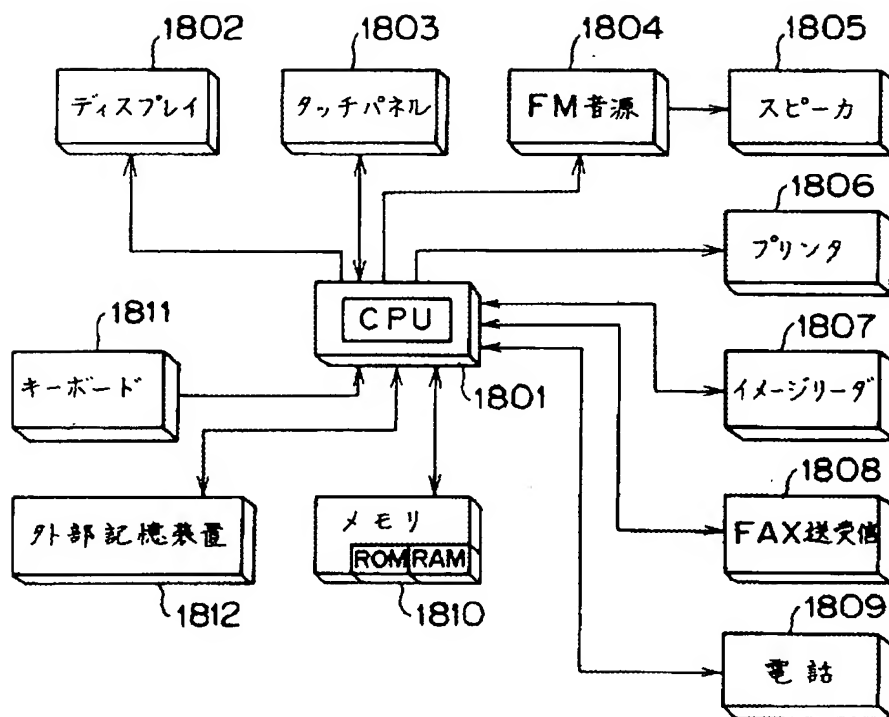 1802
1803
1804
1805
ディスプレイ
タッチパネル
FM音源
スピーカ
1806
プリンタ
CPU
1811
1807
キーボード
1801
イメージリーダ
1808
外部記憶装置
メモリ
ROM RAM
FAX送受信
1812
1810
1809
電話